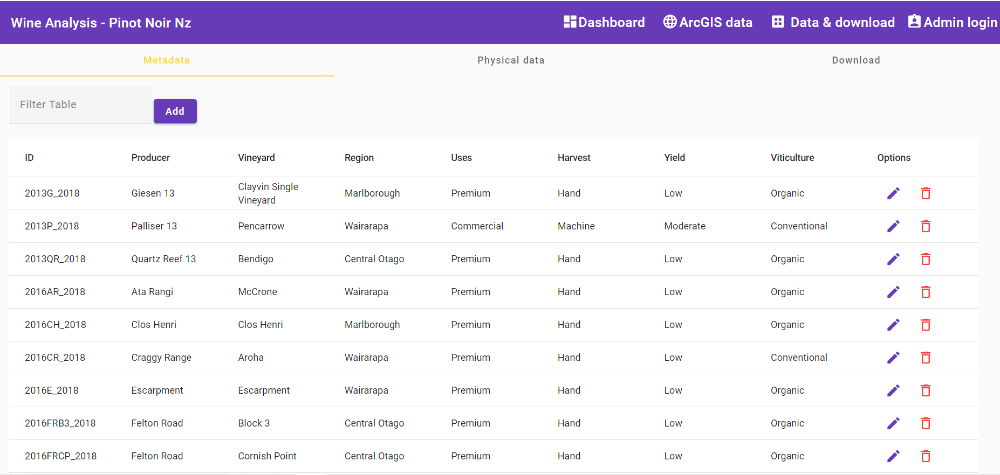 Wine Analysis - Pinot Noir Nz Dashboard ArcGIS data Data & download Admin login
Metadata Physical data Download
Filter Table Add
ID Producer Vineyard Region Uses Harvest Yield Viticulture Options
2013G_2018 Giesen 13 Clayvin Single Vineyard Marlborough Premium Hand Low Organic
2013P_2018 Palliser 13 Pencarrow Wairarapa Commercial Machine Moderate Conventional
2013QR_2018 Quartz Reef 13 Bendigo Central Otago Premium Hand Low Organic
2016AR_2018 Ata Rangi McCrone Wairarapa Premium Hand Low Organic
2016CH_2018 Clos Henri Clos Henri Marlborough Premium Hand Low Organic
2016CR_2018 Craggy Range Aroha Wairarapa Premium Hand Low Conventional
2016E_2018 Escarpment Escarpment Wairarapa Premium Hand Low Organic
2016FRB3_2018 Felton Road Block 3 Central Otago Premium Hand Low Organic
2016FRCP_2018 Felton Road Cornish Point Central Otago Premium Hand Low Organic